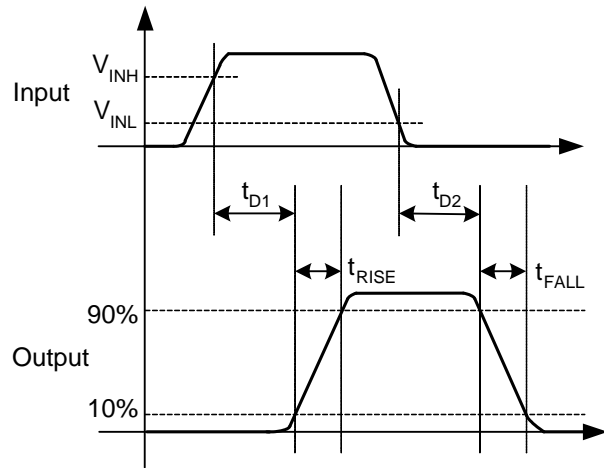 V_INH
Input
V_INL
t_D1
t_D2
t_RISE
t_FALL
90%
Output
10%